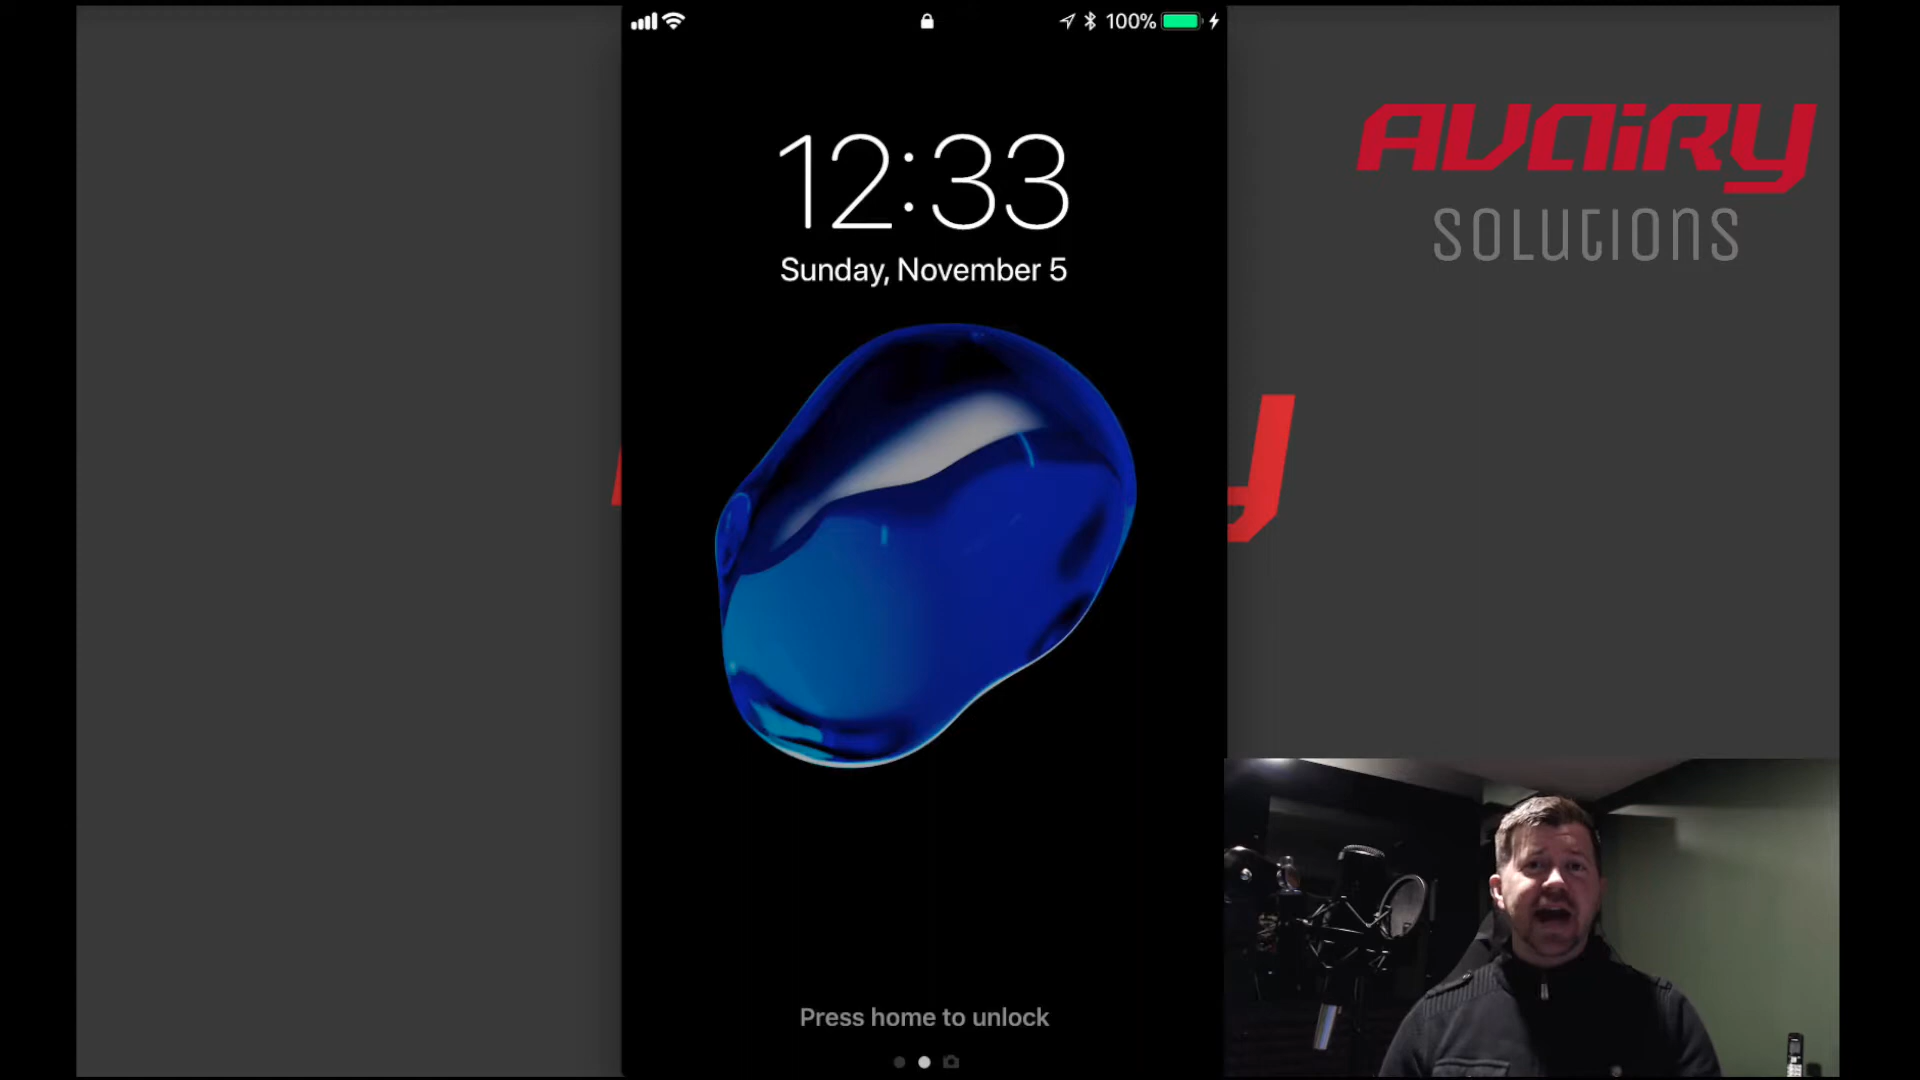 100%
12:33
Sunday, November 5
AVAIRY
SOLUTIONS
y
Press home to unlock